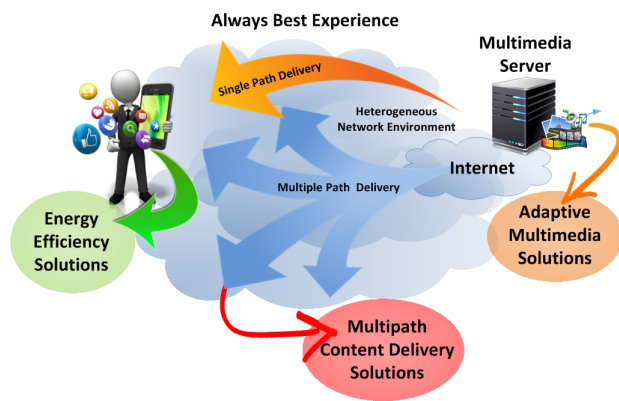 Always Best Experience
Multimedia
Server
Single Path Delivery
Heterogeneous
Network Environment
Internet
Multiple Path Delivery
Energy
Efficiency
Solutions
Adaptive
Multimedia
Solutions
Multipath
Content Delivery
Solutions